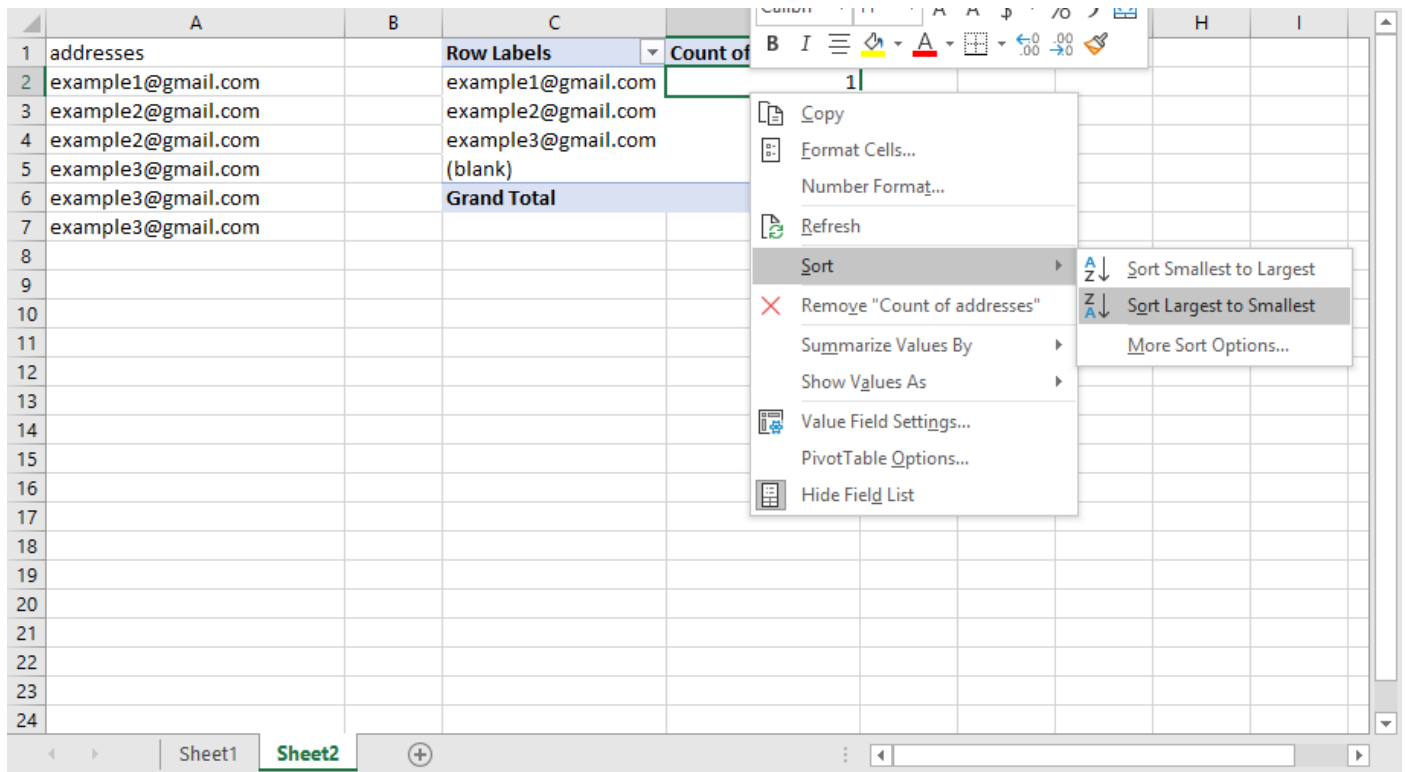 A B C H I
1 addresses Row Labels Count of
B I A
2 example1@gmail.com example1@gmail.com 1
3 example2@gmail.com example2@gmail.com
4 example2@gmail.com example3@gmail.com
5 example3@gmail.com (blank)
6 example3@gmail.com Grand Total
7 example3@gmail.com
8
9
10
11
12
13
14
15
16
17
18
19
20
21
22
23
24
Copy
Format Cells...
Number Format...
Refresh
Sort
Remove "Count of addresses"
Summarize Values By
Show Values As
Value Field Settings...
PivotTable Options...
Hide Field List
Sort Smallest to Largest
Sort Largest to Smallest
More Sort Options...
Sheet1 Sheet2